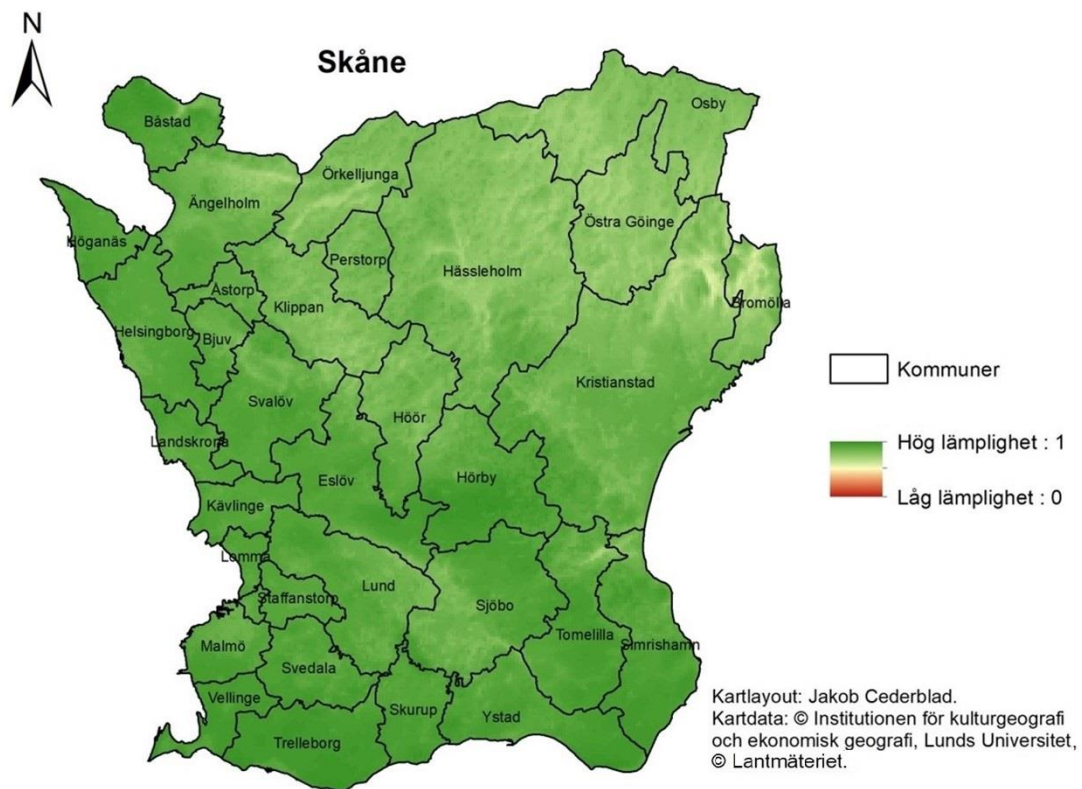 N
Skåne
Osby
Båstad
Örkelljunga
Ängelholm
Östra Göinge
Höganäs
Perstorp
Hässleholm
Åstorp
Klippan
Bromölla
Helsingborg
Bjuv
Kommuner
Kristianstad
Svalöv
Höör
Landskrona
Hög lämplighet : 1
Hörby
Eslöv
Låg lämplighet : 0
Kävlinge
Lomma
Lund
Staffanstorp
Sjöbo
Tomelilla
Simrishamn
Malmö
Svedala
Vellinge
Skurup
Ystad
Trelleborg
Kartlayout: Jakob Cederblad.
Kartdata: © Institutionen för kulturgeografi
och ekonomisk geografi, Lunds Universitet,
© Lantmäteriet.